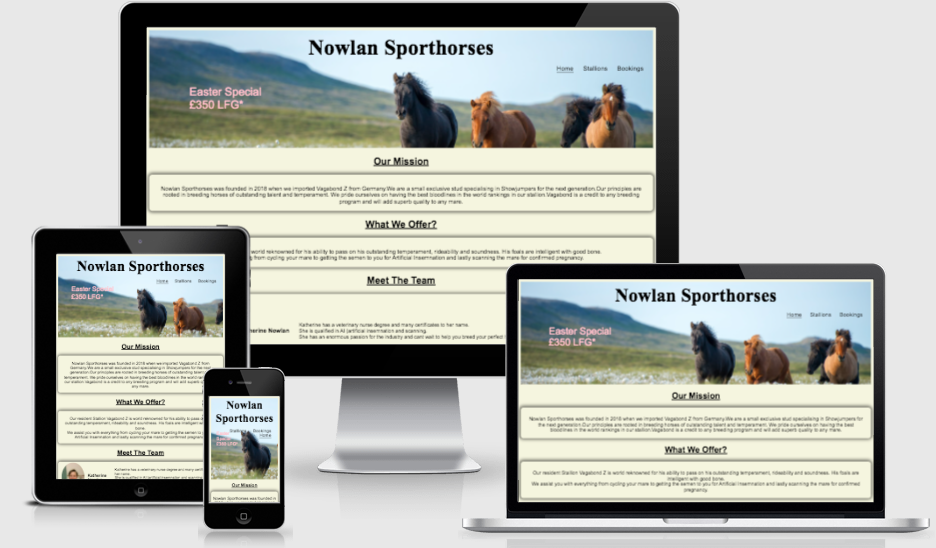 Nowlan Sporthorses
Home Stallions Bookings
Easter Special
£350 LFG*
Our Mission
Nowlan Sporthorses was founded in 2018 when we imported Vagabond Z from Germany.We are a small exclusive stud specialising in Showjumpers for the next generation.Our principles are
rooted in breeding horses of outstanding talent and temperament. We pride ourselves on having the best bloodlines in the world rankings in our stallion.Vagabond is a credit to any breeding
program and will add superb quality to any mare.
What We Offer?
world reknowned for his ability to pass on his outstanding temperement, rideability and soundness. His foals are intelligent with good bone.
from cycling your mare to getting the semen to you for Artificial Insemnation and lastly scanning the mare for confirmed pregnancy.
Meet The Team
Katherine has a veterinary nurse degree and many certificates to her name.
herine Nowlan
She is qualified in AI (artificial insemnation and scanning.
She has an enormous passion for the industry and cant wait to help you breed your perfect
Nowlan Sporthorses
Home Stallions Bookings
Easter Special
£350 LFG*
Our Mission
Nowlan Sporthorses was founded in 2018 when we imported Vagabond Z from
Germany.We are a small exclusive stud specialising in Showjumpers for the next
generation.Our principles are rooted in breeding horses of outstanding talent and
temperament. We pride ourselves on having the best bloodlines in the world rankings in
our stallion.Vagabond is a credit to any breeding program and will add superb quality to
any mare.
What We Offer?
Our resident Stallion Vagabond Z is world reknowned for his ability to pass on his
outstanding temperement, rideability and soundness. His foals are intelligent with good
bone.
We assist you with everything from cycling your mare to getting the semen to you for
Artificial Insemnation and lastly scanning the mare for confirmed pregnancy.
Meet The Team
Katherine has a veterinary nurse degree and many certificates to
her name.
Katherine
She is qualified in AI (artificial insemnation and scanning.
Nowlan
Sporthorses
Stallions Bookings
Home
Easter
Special
£350
LFG*
Our Mission
Nowlan Sporthorses was founded in
Nowlan Sporthorses
Home Stallions Bookings
Easter Special
£350 LFG*
Our Mission
Nowlan Sporthorses was founded in 2018 when we imported Vagabond Z from Germany.We are a small exclusive stud specialising in Showjumpers for
the next generation.Our principles are rooted in breeding horses of outstanding talent and temperament. We pride ourselves on having the best
bloodlines in the world rankings in our stallion.Vagabond is a credit to any breeding program and will add superb quality to any mare.
What We Offer?
Our resident Stallion Vagabond Z is world reknowned for his ability to pass on his outstanding temperement, rideability and soundness. His foals are
intelligent with good bone.
We assist you with everything from cycling your mare to getting the semen to you for Artificial Insemnation and lastly scanning the mare for confirmed
pregnancy.